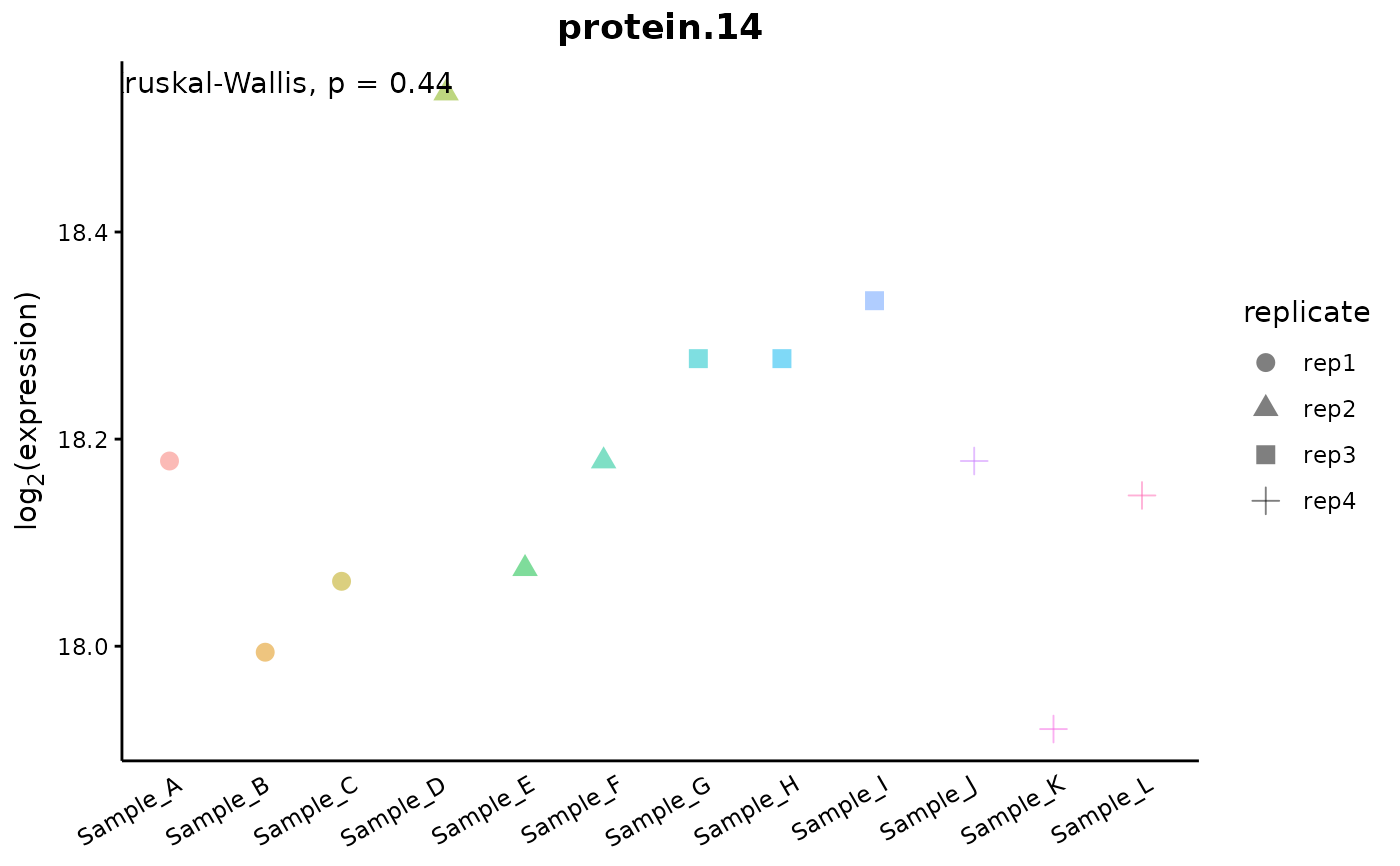 protein.14
ruskal-Wallis, p = 0.44
18.4
18.2
18.0
log2(expression)
Sample_A
Sample_B
Sample_C
Sample_D
Sample_E
Sample_F
Sample_G
Sample_H
Sample_I
Sample_J
Sample_K
Sample_L
replicate
rep1
rep2
rep3
rep4